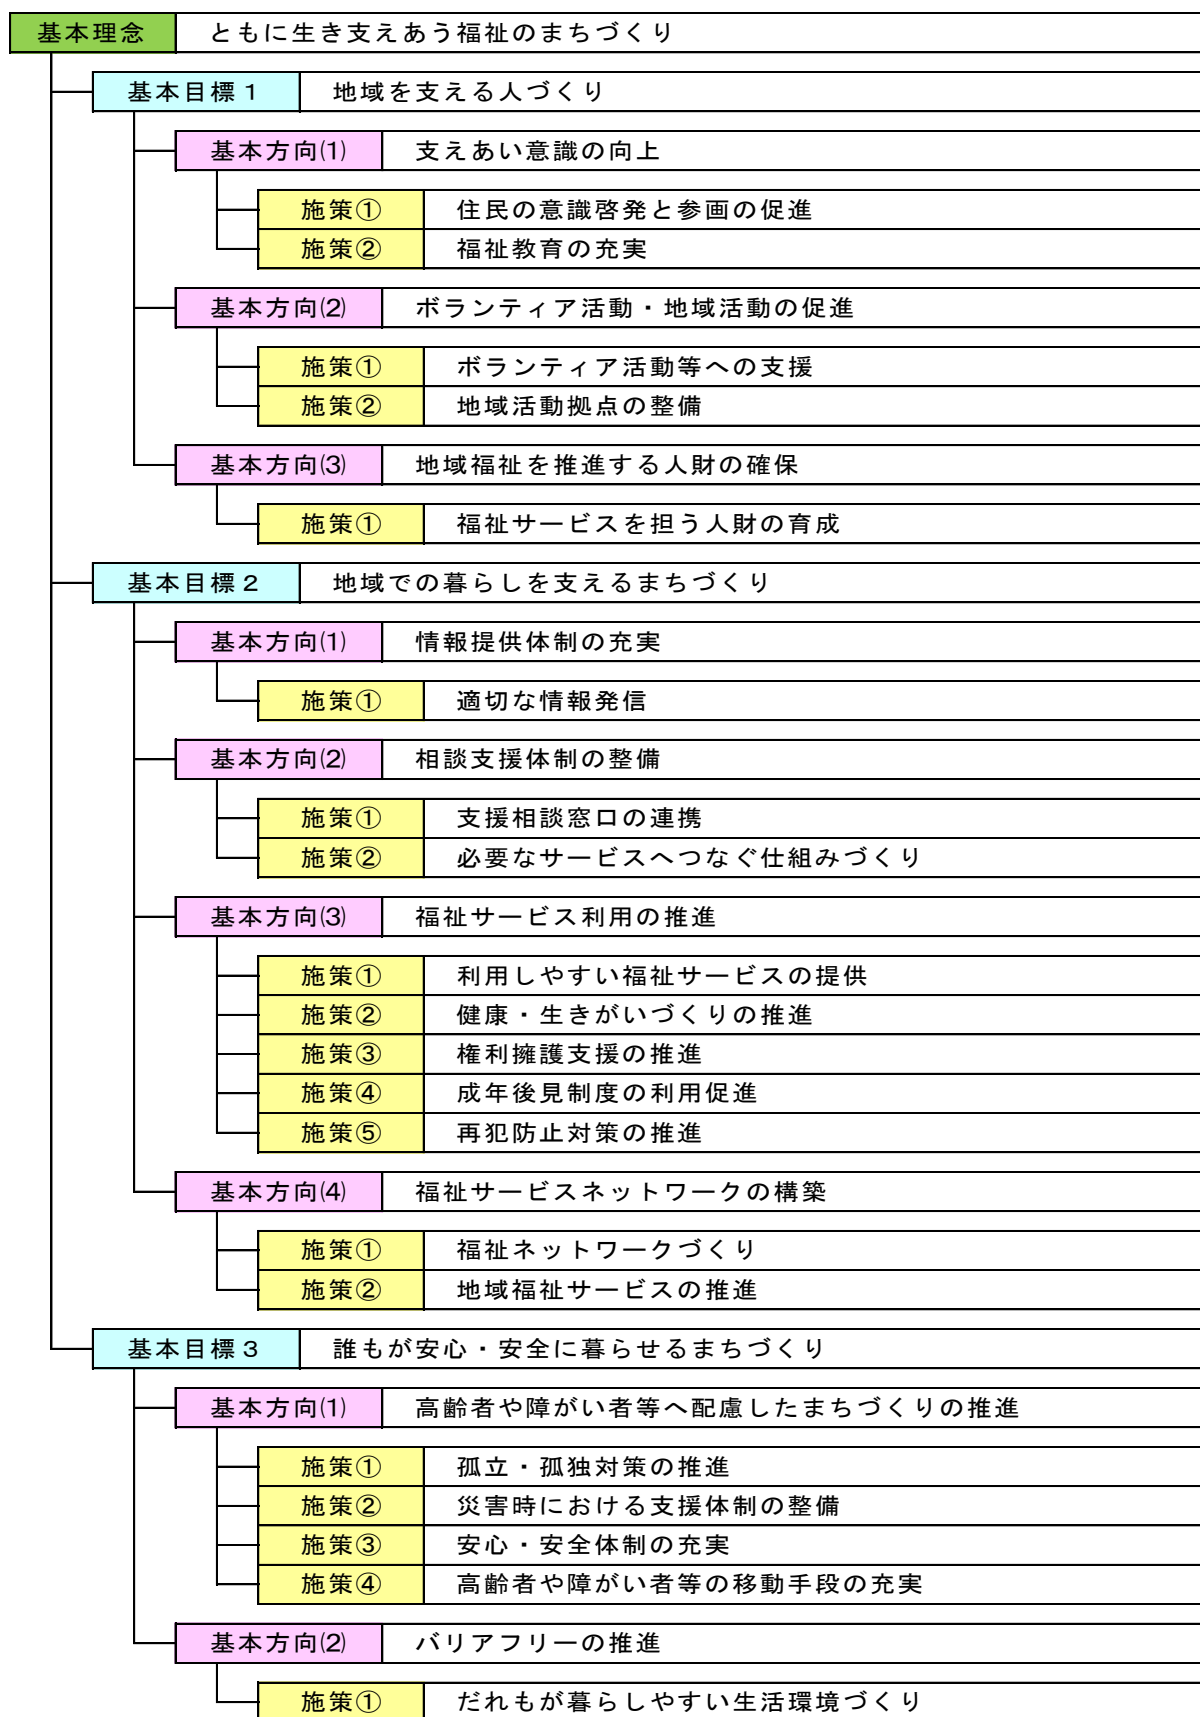 基本理念 ともに生き支えあう福祉のまちづくり
基本目標１ 地域を支える人づくり
基本方向⑴ 支えあい意識の向上
施策① 住民の意識啓発と参画の促進
施策② 福祉教育の充実
基本方向⑵ ボランティア活動・地域活動の促進
施策① ボランティア活動等への支援
施策② 地域活動拠点の整備
基本方向⑶ 地域福祉を推進する人財の確保
施策① 福祉サービスを担う人財の育成
基本目標２ 地域での暮らしを支えるまちづくり
基本方向⑴ 情報提供体制の充実
施策① 適切な情報発信
基本方向⑵ 相談支援体制の整備
施策① 支援相談窓口の連携
施策② 必要なサービスへつなぐ仕組みづくり
基本方向⑶ 福祉サービス利用の推進
施策① 利用しやすい福祉サービスの提供
施策② 健康・生きがいづくりの推進
施策③ 権利擁護支援の推進
施策④ 成年後見制度の利用促進
施策⑤ 再犯防止対策の推進
基本方向⑷ 福祉サービスネットワークの構築
施策① 福祉ネットワークづくり
施策② 地域福祉サービスの推進
基本目標３ 誰もが安心・安全に暮らせるまちづくり
基本方向⑴ 高齢者や障がい者等へ配慮したまちづくりの推進
施策① 孤立・孤独対策の推進
施策② 災害時における支援体制の整備
施策③ 安心・安全体制の充実
施策④ 高齢者や障がい者等の移動手段の充実
基本方向⑵ バリアフリーの推進
施策① だれもが暮らしやすい生活環境づくり